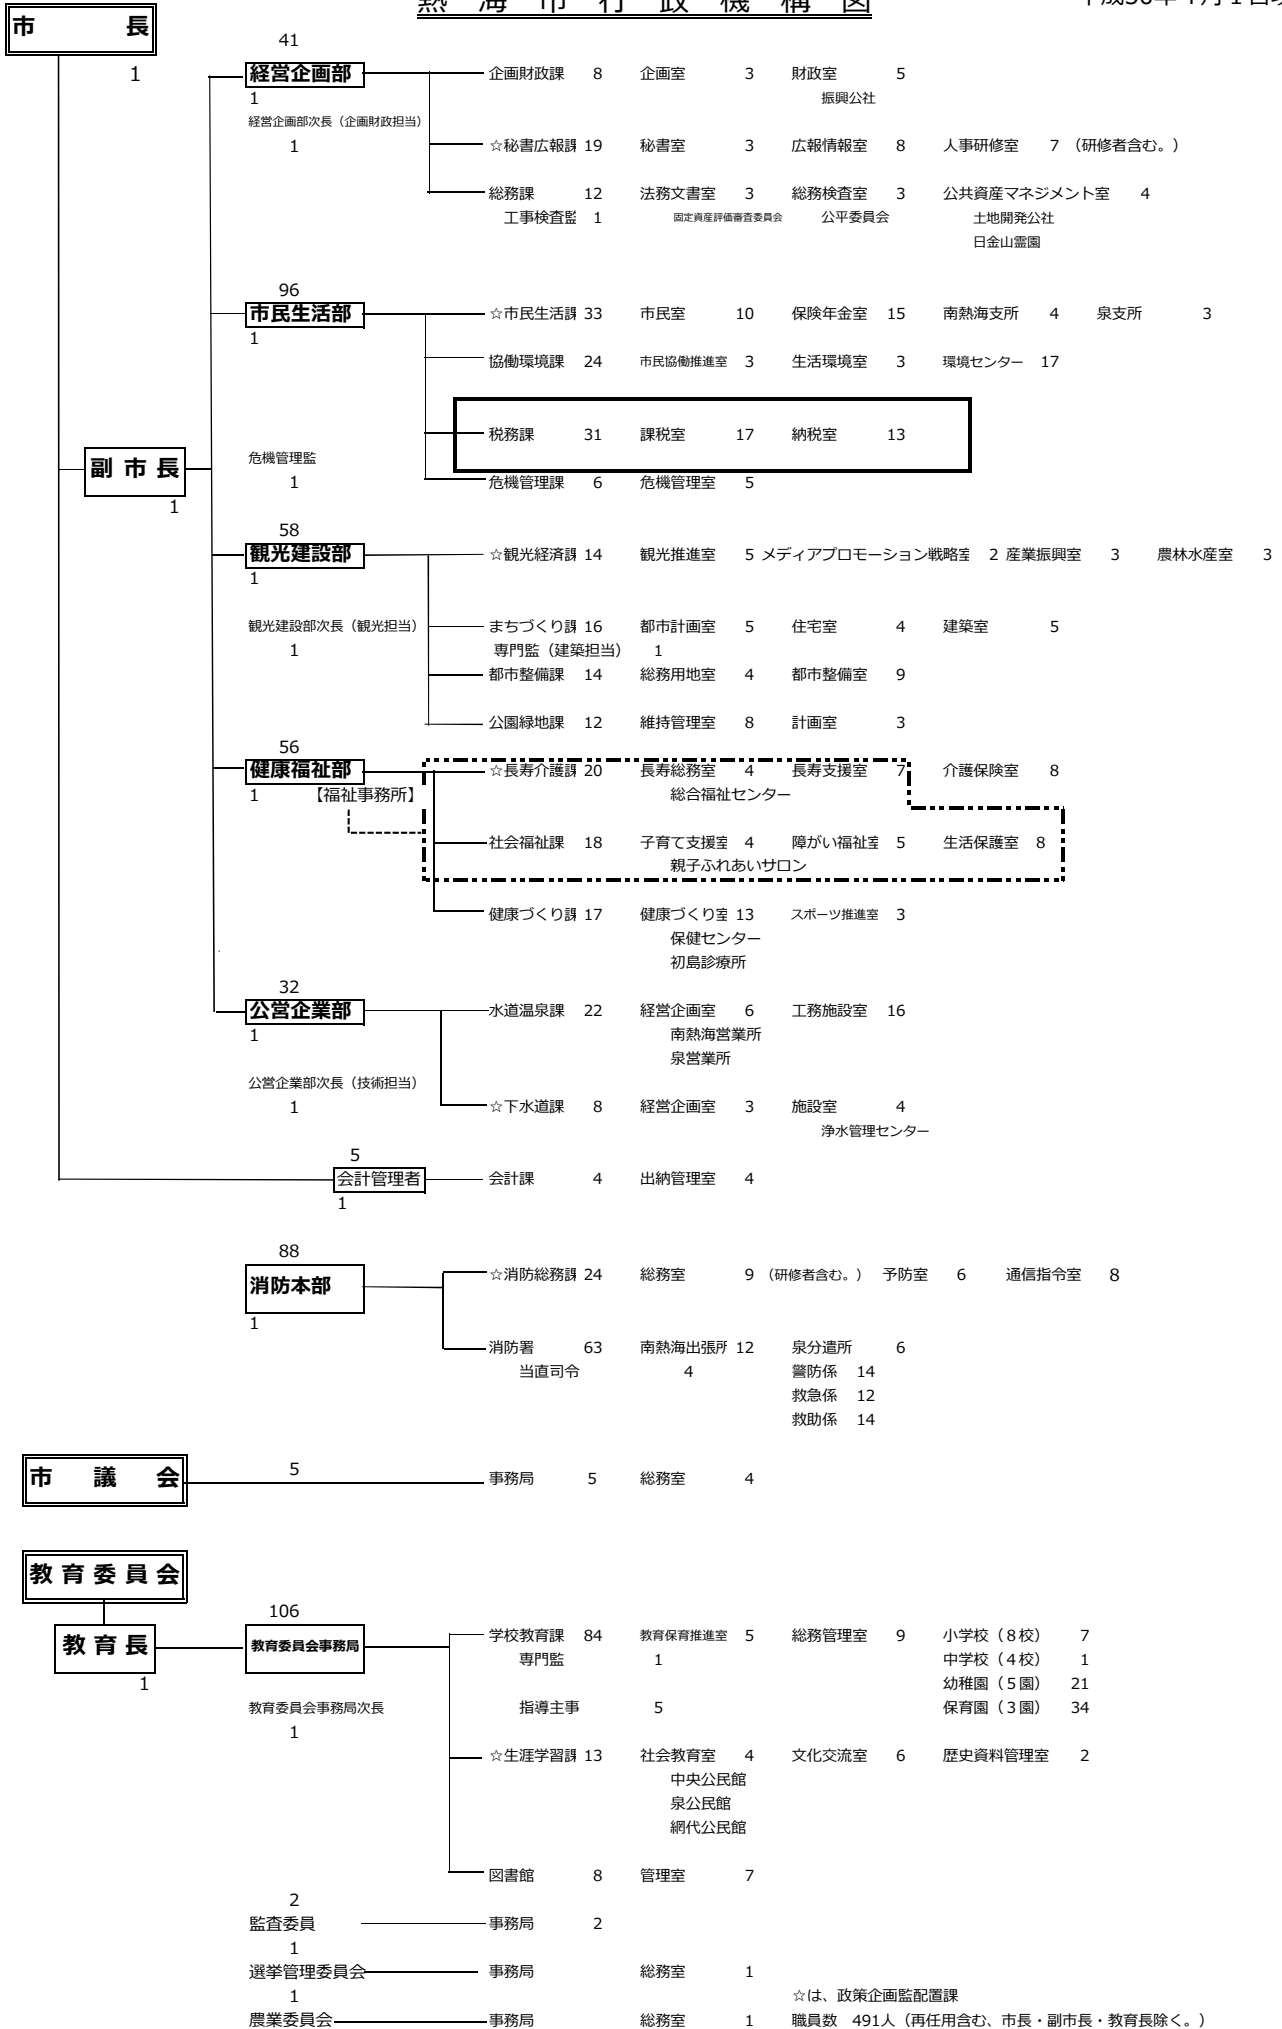 熱海市行政機構図
平成30年4月1日現
市長
1
41
経営企画部 企画財政課 8 企画室 3 財政室 5
1 振興公社
経営企画部次長（企画財政担当）
1 ☆秘書広報課 19 秘書室 3 広報情報室 8 人事研修室 7 （研修者含む。）
総務課 12 法務文書室 3 総務検査室 3 公共資産マネジメント室 4
工事検査監 1 固定資産評価審査委員会 公平委員会 土地開発公社
日金山霊園
96
市民生活部 ☆市民生活課 33 市民室 10 保険年金室 15 南熱海支所 4 泉支所 3
1
協働環境課 24 市民協働推進室 3 生活環境室 3 環境センター 17
税務課 31 課税室 17 納税室 13
危機管理監
副市長
1 危機管理課 6 危機管理室 5
1
58
観光建設部 ☆観光経済課 14 観光推進室 5 メディアプロモーション戦略室 2 産業振興室 3 農林水産室 3
1
観光建設部次長（観光担当） まちづくり課 16 都市計画室 5 住宅室 4 建築室 5
1 専門監（建築担当） 1
都市整備課 14 総務用地室 4 都市整備室 9
公園緑地課 12 維持管理室 8 計画室 3
56
健康福祉部 ☆長寿介護課 20 長寿総務室 4 長寿支援室 7 介護保険室 8
1 【福祉事務所】 総合福祉センター
社会福祉課 18 子育て支援室 4 障がい福祉室 5 生活保護室 8
親子ふれあいサロン
健康づくり課 17 健康づくり室 13 スポーツ推進室 3
保健センター
初島診療所
32
公営企業部 水道温泉課 22 経営企画室 6 工務施設室 16
1 南熱海営業所
泉営業所
公営企業部次長（技術担当）
1 ☆下水道課 8 経営企画室 3 施設室 4
浄水管理センター
5
会計管理者 会計課 4 出納管理室 4
1
88
消防本部 ☆消防総務課 24 総務室 9 （研修者含む。） 予防室 6 通信指令室 8
1
消防署 63 南熱海出張所 12 泉分遣所 6
当直司令 4 警防係 14
救急係 12
救助係 14
市議会 5 事務局 5 総務室 4
教育委員会
106
教育長 教育委員会事務局 学校教育課 84 教育保育推進室 5 総務管理室 9 小学校（８校） 7
専門監 1 中学校（４校） 1
1 幼稚園（５園） 21
教育委員会事務局次長 指導主事 5 保育園（３園） 34
1
☆生涯学習課 13 社会教育室 4 文化交流室 6 歴史資料管理室 2
中央公民館
泉公民館
網代公民館
図書館 8 管理室 7
2
監査委員 事務局 2
1
選挙管理委員会 事務局 総務室 1
1 ☆は、政策企画監配置課
農業委員会 事務局 総務室 1 職員数 491人（再任用含む、市長・副市長・教育長除く。）